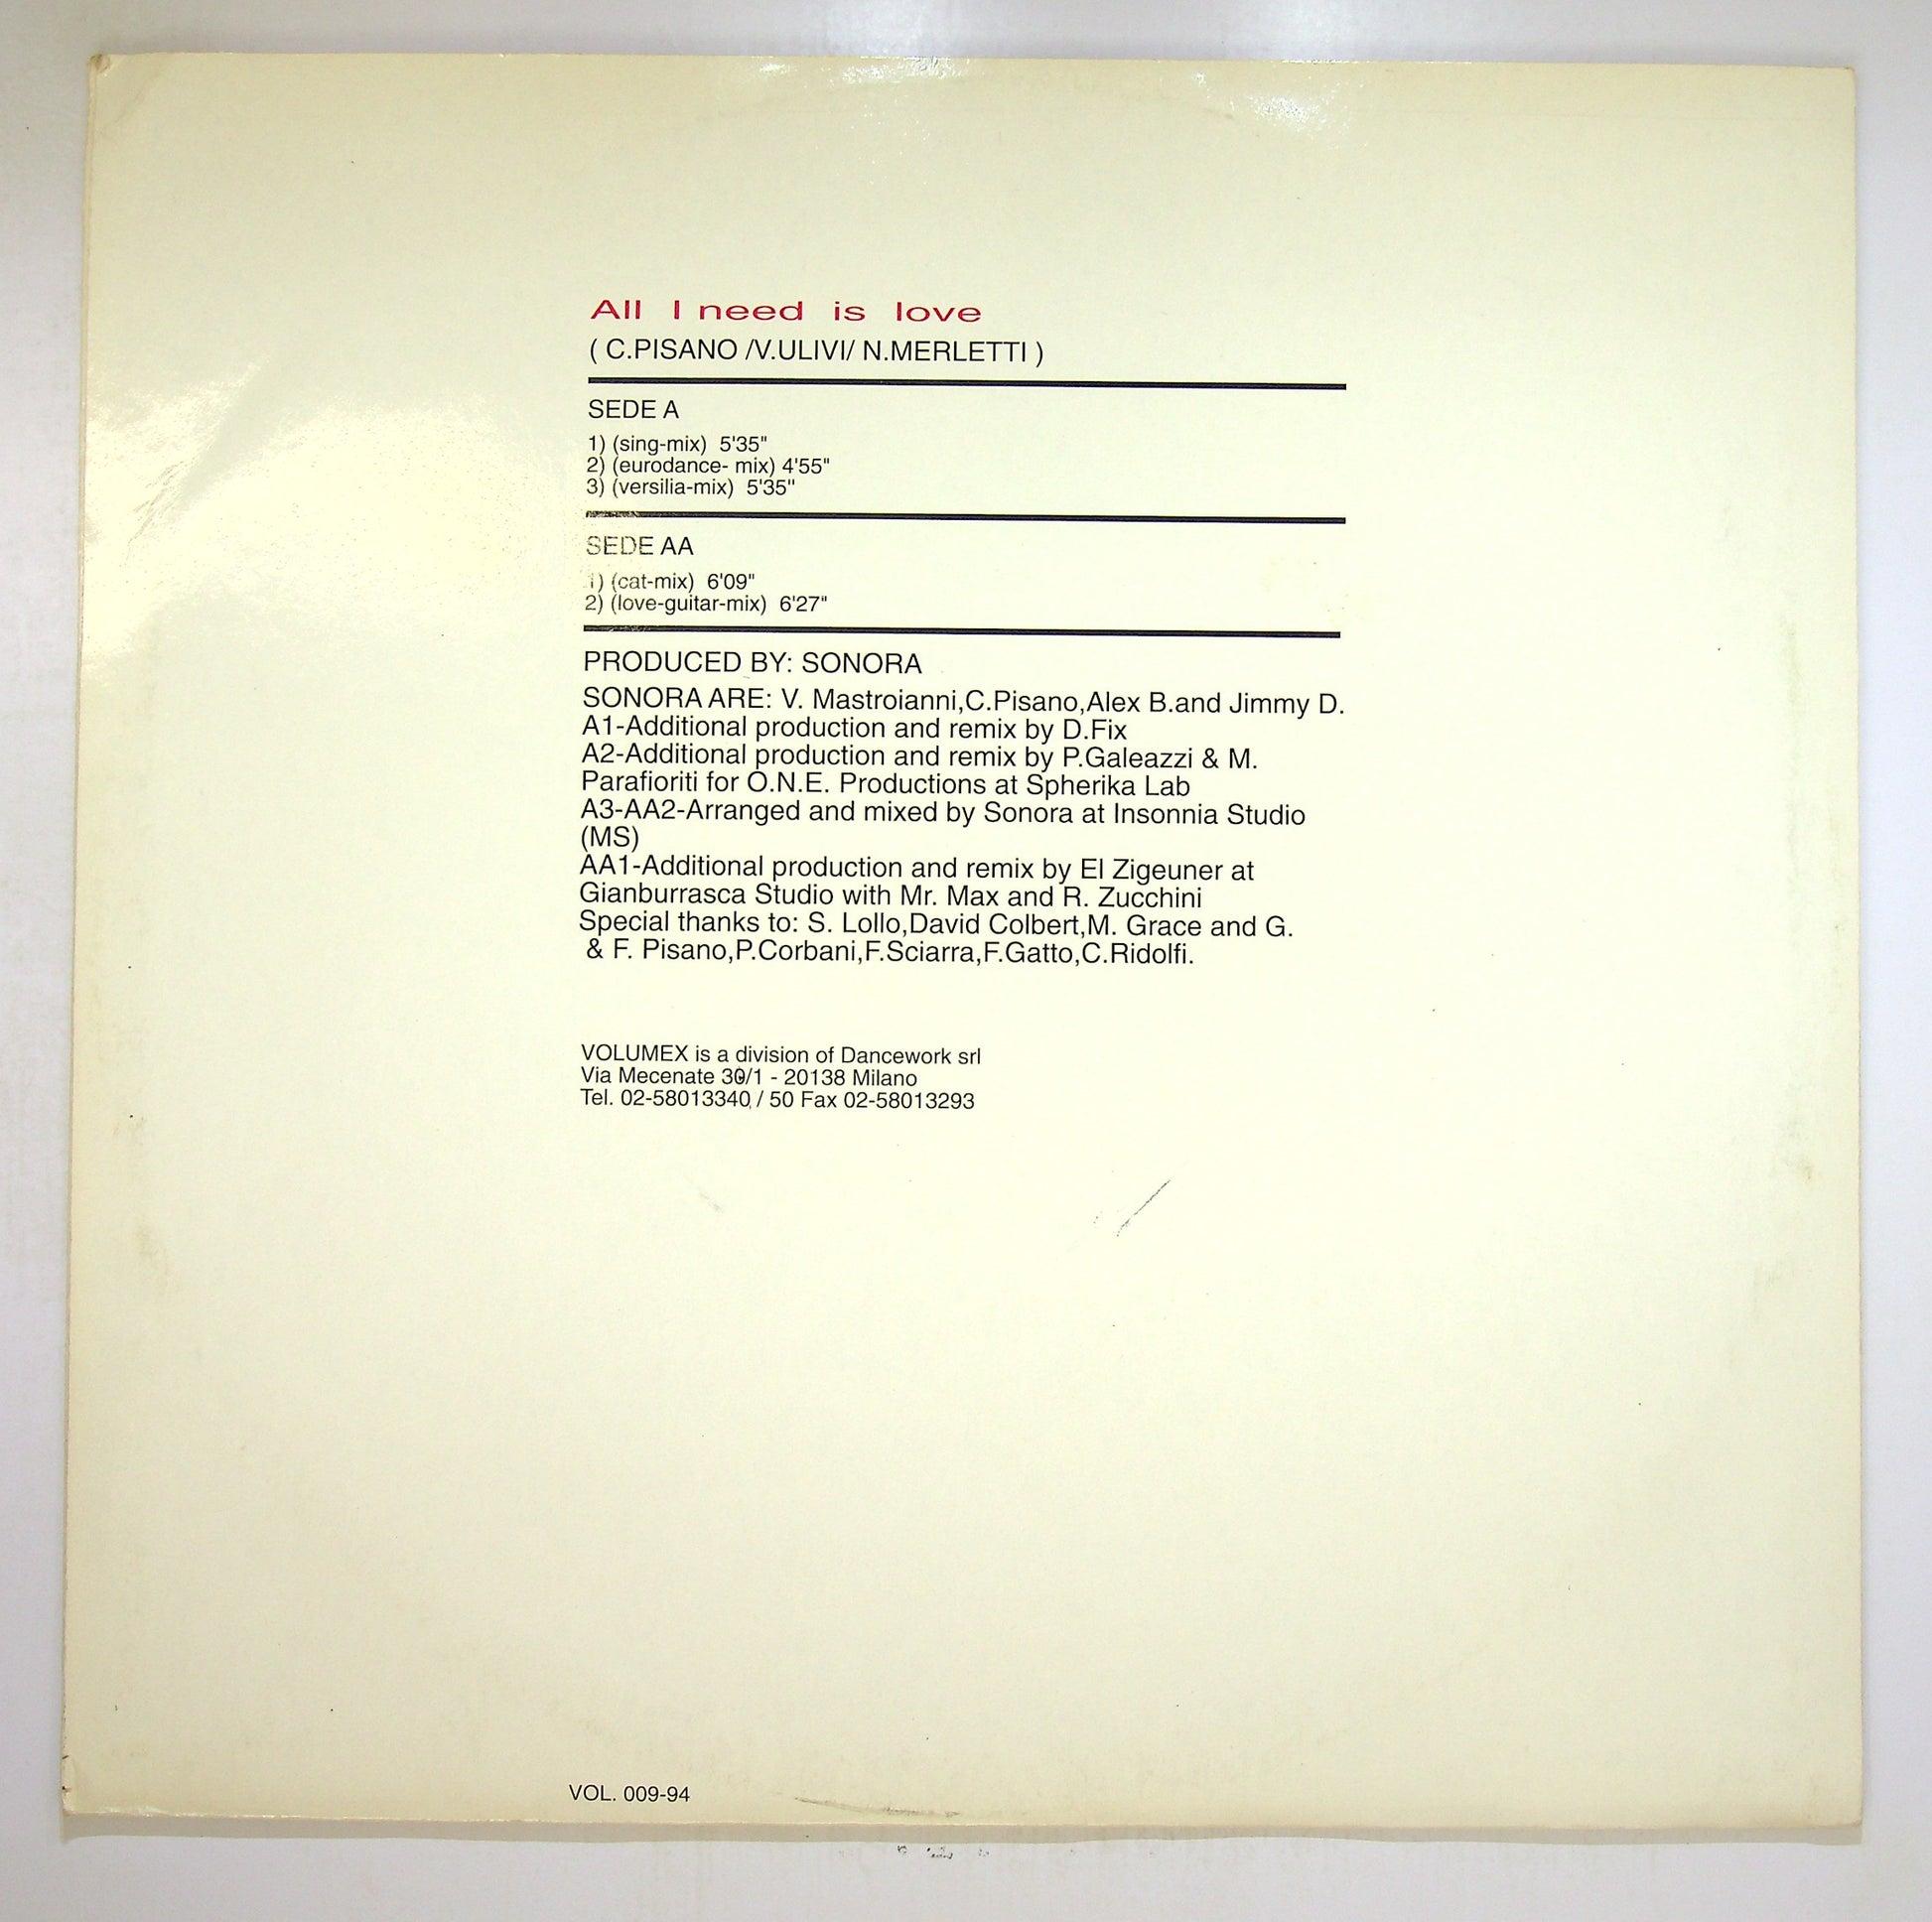 All I need is love
( C.PISANO /V.ULIVI/ N.MERLETTI )
SEDE A
1) (sing-mix) 5'35"
2) (eurodance- mix) 4'55"
3) (versilia-mix) 5'35"
SEDE AA
1) (cat-mix) 6'09"
2) (love-guitar-mix) 6'27"
PRODUCED BY: SONORA
SONORA ARE: V. Mastroianni,C.Pisano,Alex B.and Jimmy D.
A1-Additional production and remix by D.Fix
A2-Additional production and remix by P.Galeazzi & M.
Parafioriti for O.N.E. Productions at Spherika Lab
A3-AA2-Arranged and mixed by Sonora at Insonnia Studio
(MS)
AA1-Additional production and remix by El Zigeuner at
Gianburrasca Studio with Mr. Max and R. Zucchini
Special thanks to: S. Lollo,David Colbert,M. Grace and G.
& F. Pisano,P.Corbani,F.Sciarra,F.Gatto,C.Ridolfi.
VOLUMEX is a division of Dancework srl
Via Mecenate 30/1 - 20138 Milano
Tel. 02-58013340 / 50 Fax 02-58013293
VOL. 009-94